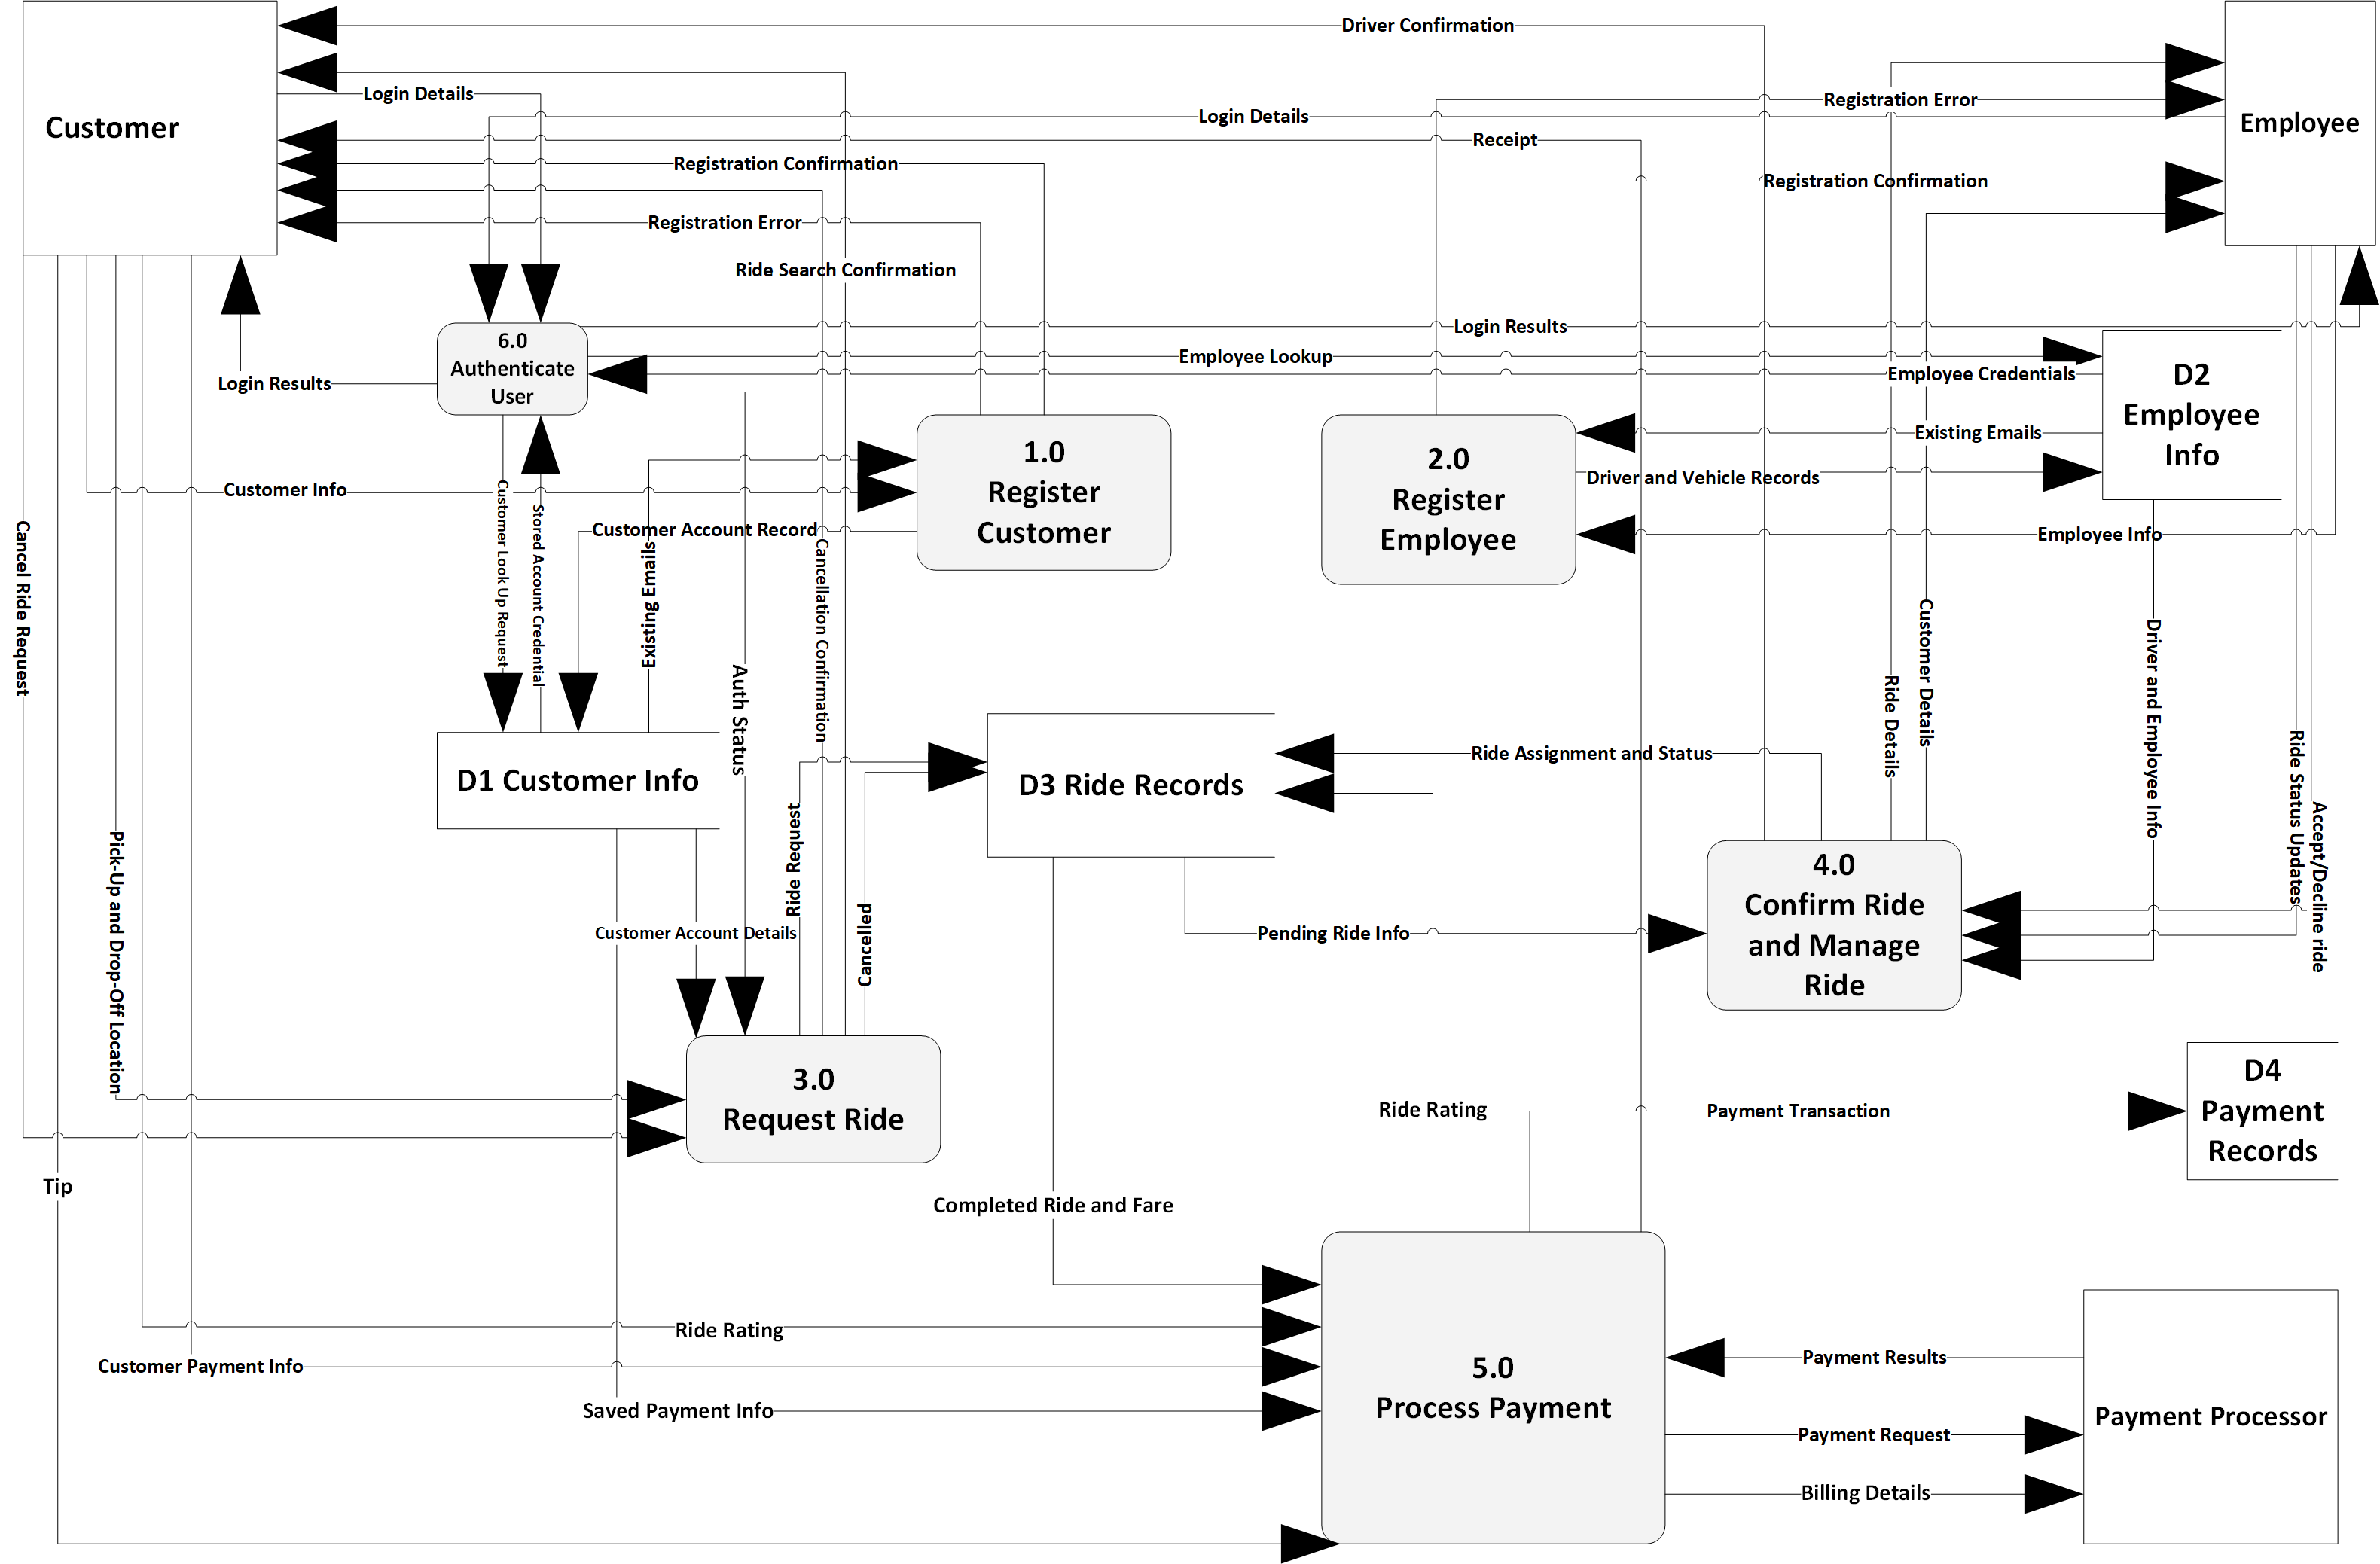 Driver Confirmation
Login Details
Registration Error
Customer
Login Details
Employee
Receipt
Registration Confirmation
Registration Confirmation
Registration Error
Ride Search Confirmation
6.0
Authenticate
User
Login Results
Employee Lookup
Login Results
Employee Credentials
D2
Employee
Info
1.0
Register
Customer
2.0
Register
Employee
Existing Emails
Driver and Vehicle Records
Customer Info
Customer Account Record
Employee Info
Cancel Ride Request
Customer Look Up Request
Stored Account Credential
Existing Emails
Auth Status
Cancellation Confirmation
Ride Details
Customer Details
Driver and Employee Info
Ride Status Updates
Accept/Decline ride
D1 Customer Info
D3 Ride Records
Ride Assignment and Status
Pick-Up and Drop-Off Location
Ride Request
Cancelled
Customer Account Details
Pending Ride Info
4.0
Confirm Ride
and Manage
Ride
3.0
Request Ride
D4
Payment
Records
Ride Rating
Payment Transaction
Tip
Completed Ride and Fare
Ride Rating
Customer Payment Info
Saved Payment Info
5.0
Process Payment
Payment Results
Payment Request
Billing Details
Payment Processor